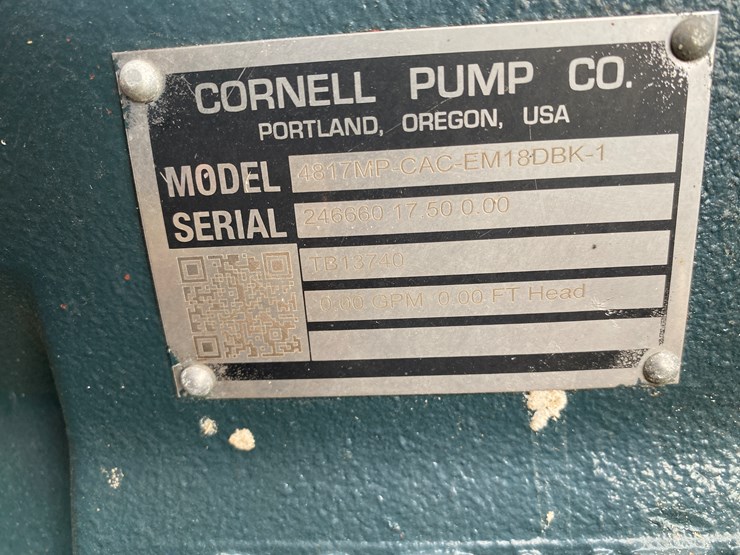 CORNELL PUMP CO.
PORTLAND, OREGON, USA
MODEL 4817MP-CAC-EM18DBK-1
SERIAL 246660 17.50 0.00
TB13740
0.00 GPM 0.00 FT Head